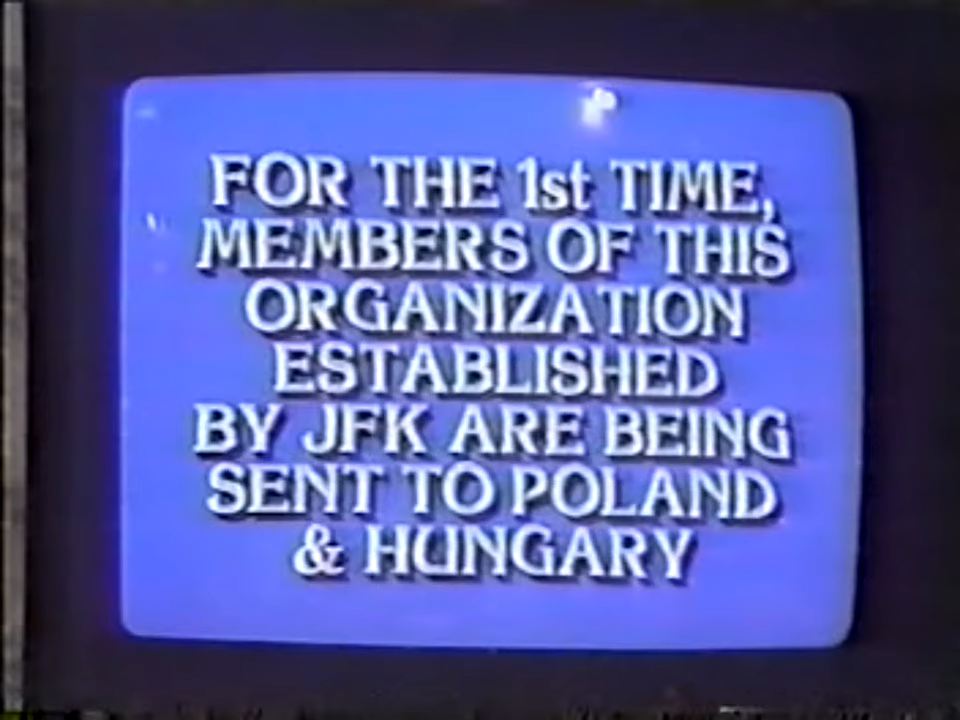 FOR THE 1st TIME,
MEMBERS OF THIS
ORGANIZATION
ESTABLISHED
BY JFK ARE BEING
SENT TO POLAND
& HUNGARY